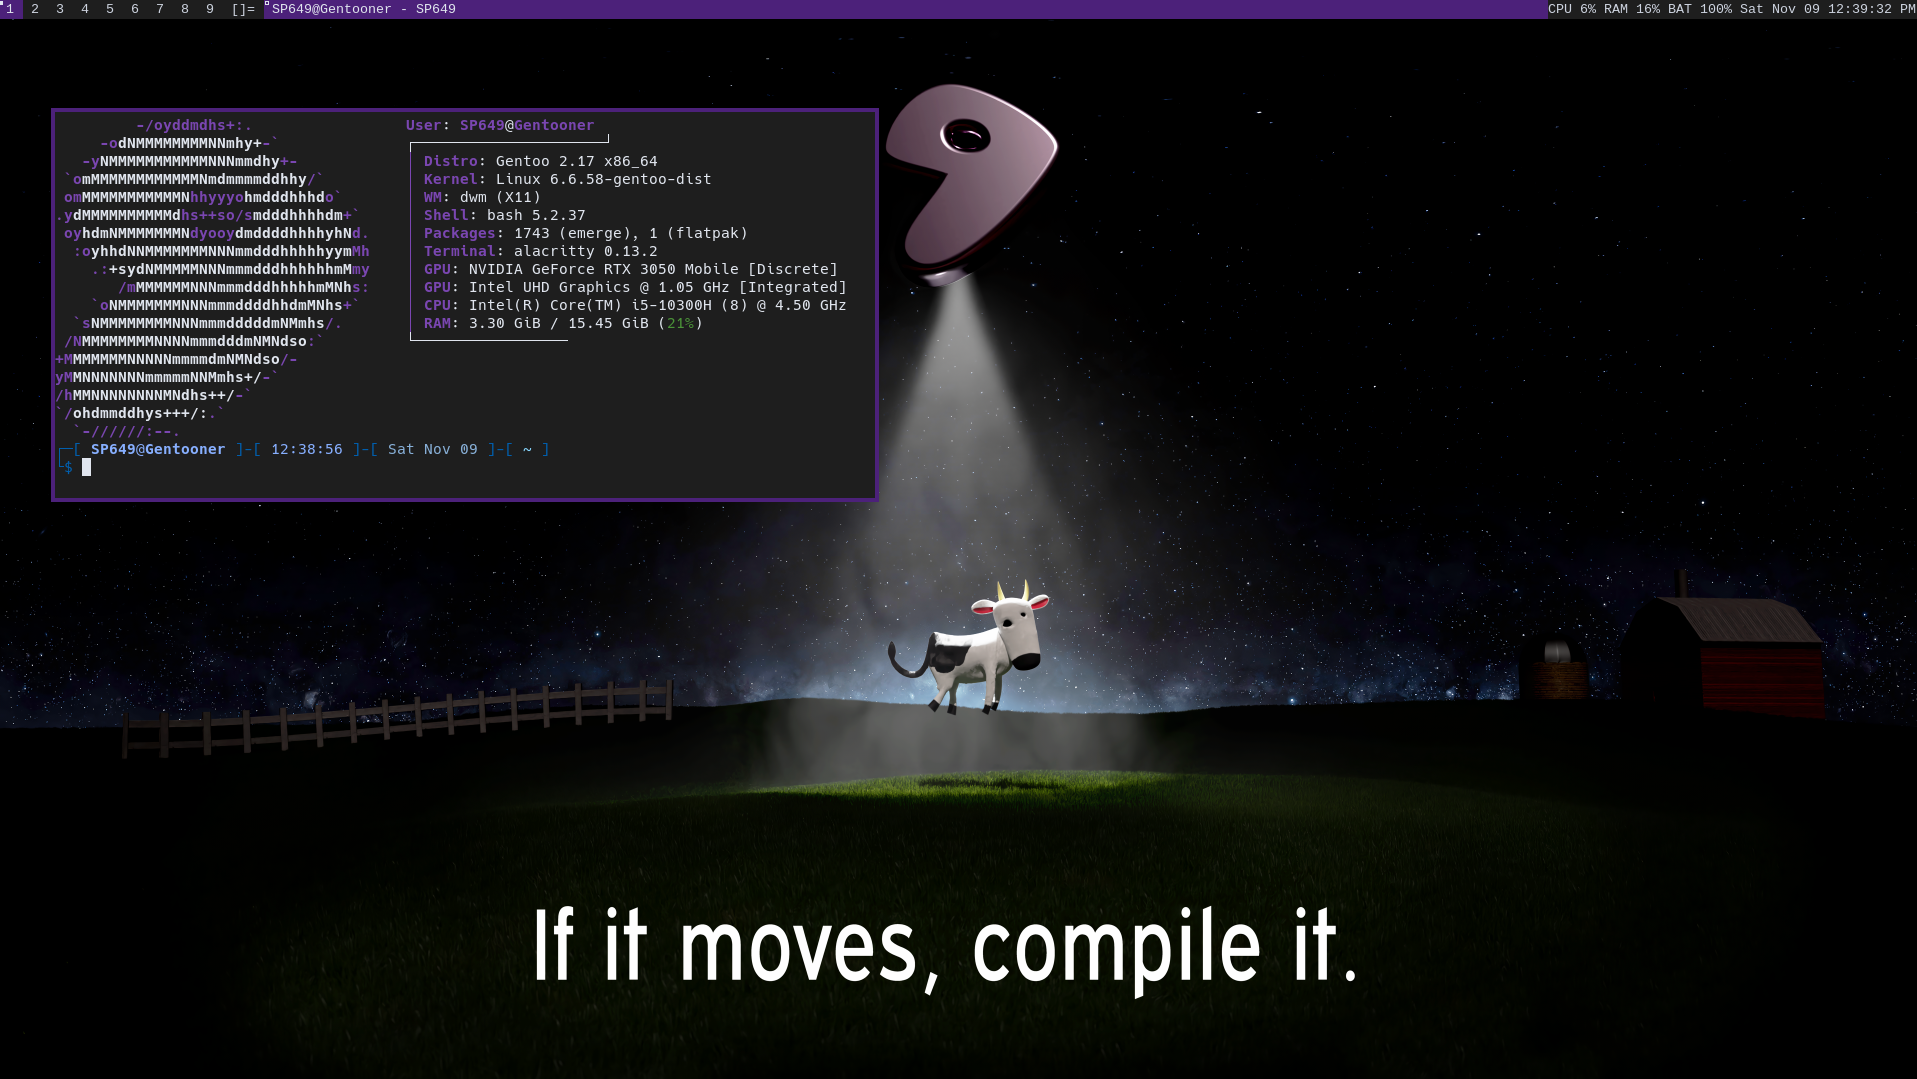 1 2 3 4 5 6 7 8 9 []= SP649@Gentooner - SP649 CPU 6% RAM 16% BAT 100% Sat Nov 09 12:39:32 PM
-/oyddmdhs+:.
-odNMMMMMMMMNNmhy+-`
-yNMMMMMMMMMMMNNNmmdhy+-
`omMMMMMMMMMMMMNmdmmmmddhhy/`
omMMMMMMMMMMMNhhyyyohmdddhhhdo`
.ydMMMMMMMMMMdhs++so/smdddhhhhdm+`
oyhdmNMMMMMMMNdyooydmddddhhhhyhNd.
:oyhhdNNMMMMMMMNNNmmdddhhhhhyymMh
.:+sydNMMMMMNNNmmmdddhhhhhhmMmy
/mMMMMMMNNNmmmdddhhhhhmMNhs:
`oNMMMMMMMNNNmmmddddhhdmMNhs+`
`sNMMMMMMMMNNNmmmdddddmNMmhs/.
/NMMMMMMMMNNNNmmmdddmNMNdso:`
+MMMMMMMNNNNNmmmmdmNMNdso/-
yMMNNNNNNNmmmmmNNMmhs+/-`
/hMMNNNNNNNNMNdhs++/-`
`/ohdmmddhys+++/:.`
`-//////:--.
User: SP649@Gentooner
Distro: Gentoo 2.17 x86_64
Kernel: Linux 6.6.58-gentoo-dist
WM: dwm (X11)
Shell: bash 5.2.37
Packages: 1743 (emerge), 1 (flatpak)
Terminal: alacritty 0.13.2
GPU: NVIDIA GeForce RTX 3050 Mobile [Discrete]
GPU: Intel UHD Graphics @ 1.05 GHz [Integrated]
CPU: Intel(R) Core(TM) i5-10300H (8) @ 4.50 GHz
RAM: 3.30 GiB / 15.45 GiB (21%)
┌─[ SP649@Gentooner ]-[ 12:38:56 ]-[ Sat Nov 09 ]-[ ~ ]
└$
If it moves, compile it.